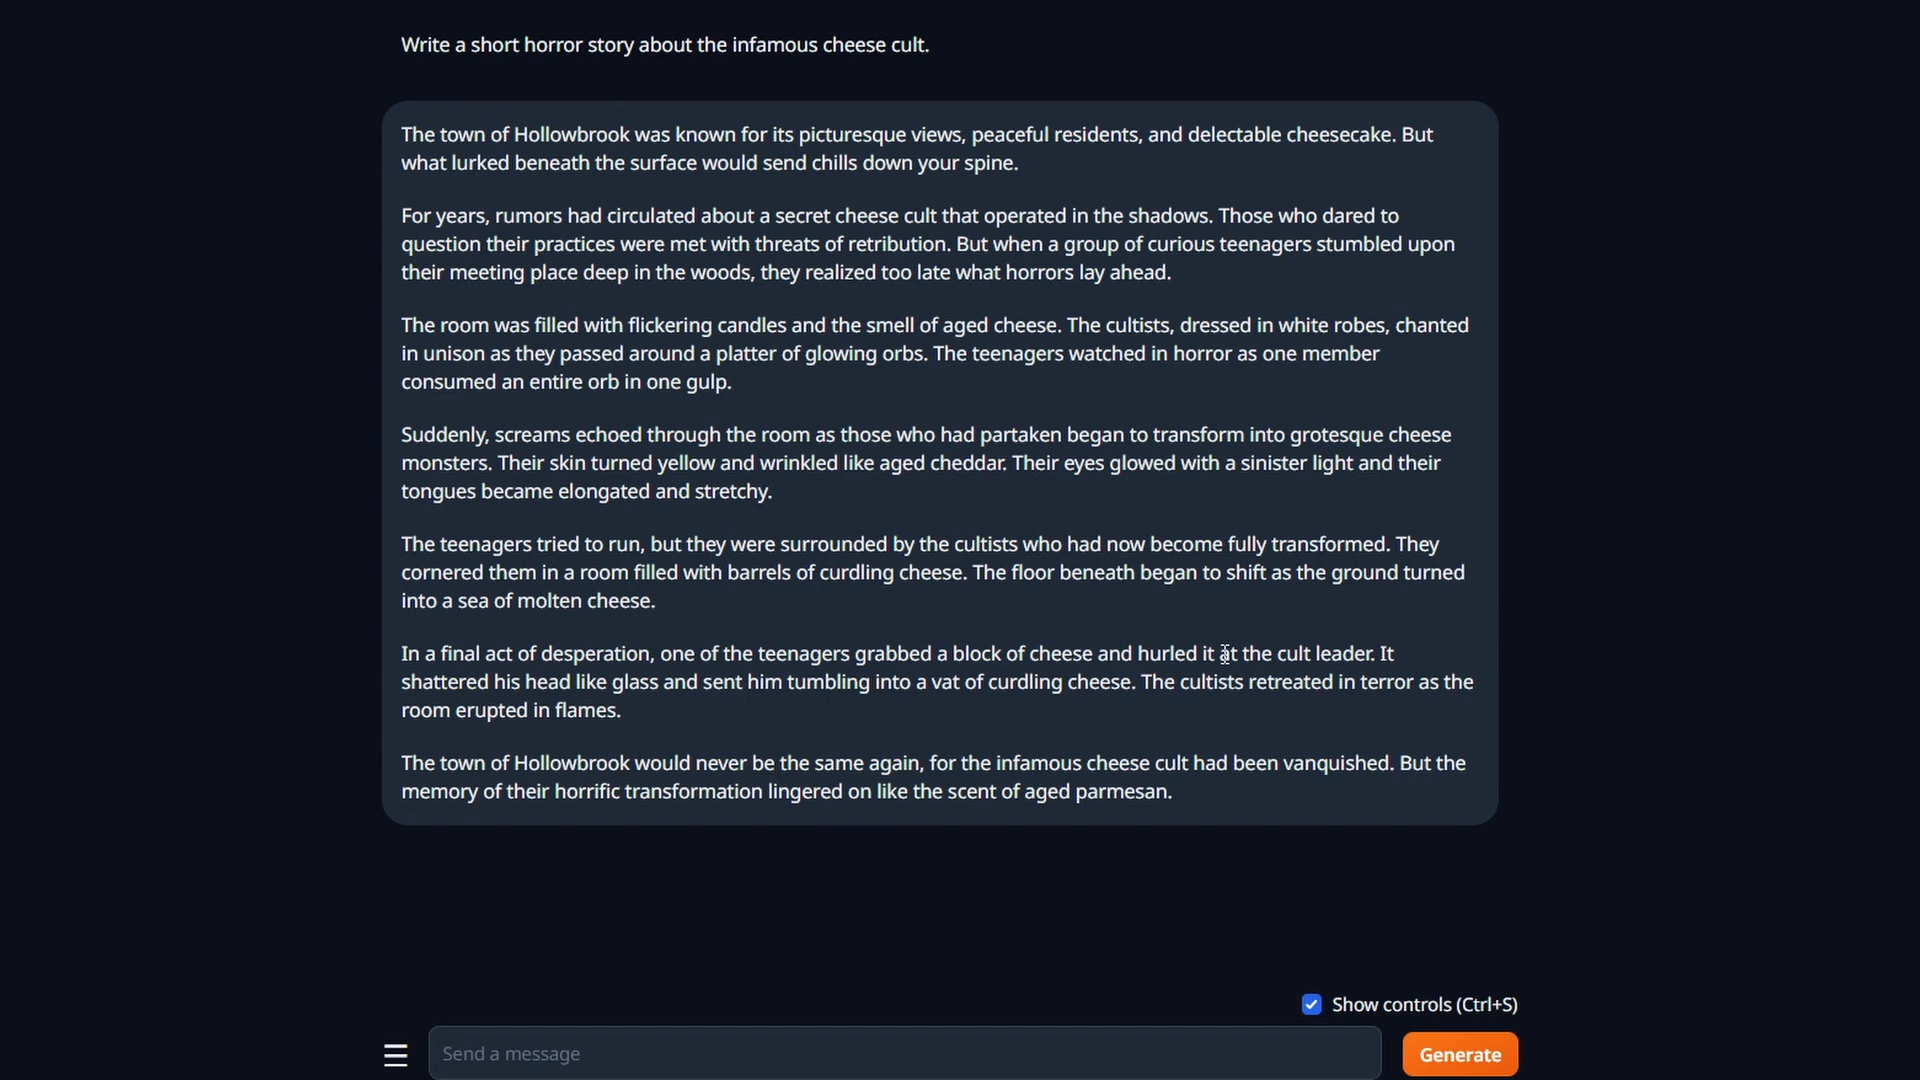 Write a short horror story about the infamous cheese cult.
The town of Hollowbrook was known for its picturesque views, peaceful residents, and delectable cheesecake. But
what lurked beneath the surface would send chills down your spine.
For years, rumors had circulated about a secret cheese cult that operated in the shadows. Those who dared to
question their practices were met with threats of retribution. But when a group of curious teenagers stumbled upon
their meeting place deep in the woods, they realized too late what horrors lay ahead.
The room was filled with flickering candles and the smell of aged cheese. The cultists, dressed in white robes, chanted
in unison as they passed around a platter of glowing orbs. The teenagers watched in horror as one member
consumed an entire orb in one gulp.
Suddenly, screams echoed through the room as those who had partaken began to transform into grotesque cheese
monsters. Their skin turned yellow and wrinkled like aged cheddar. Their eyes glowed with a sinister light and their
tongues became elongated and stretchy.
The teenagers tried to run, but they were surrounded by the cultists who had now become fully transformed. They
cornered them in a room filled with barrels of curdling cheese. The floor beneath began to shift as the ground turned
into a sea of molten cheese.
In a final act of desperation, one of the teenagers grabbed a block of cheese and hurled it at the cult leader. It
shattered his head like glass and sent him tumbling into a vat of curdling cheese. The cultists retreated in terror as the
room erupted in flames.
The town of Hollowbrook would never be the same again, for the infamous cheese cult had been vanquished. But the
memory of their horrific transformation lingered on like the scent of aged parmesan.
Show controls (Ctrl+S)
Send a message
Generate